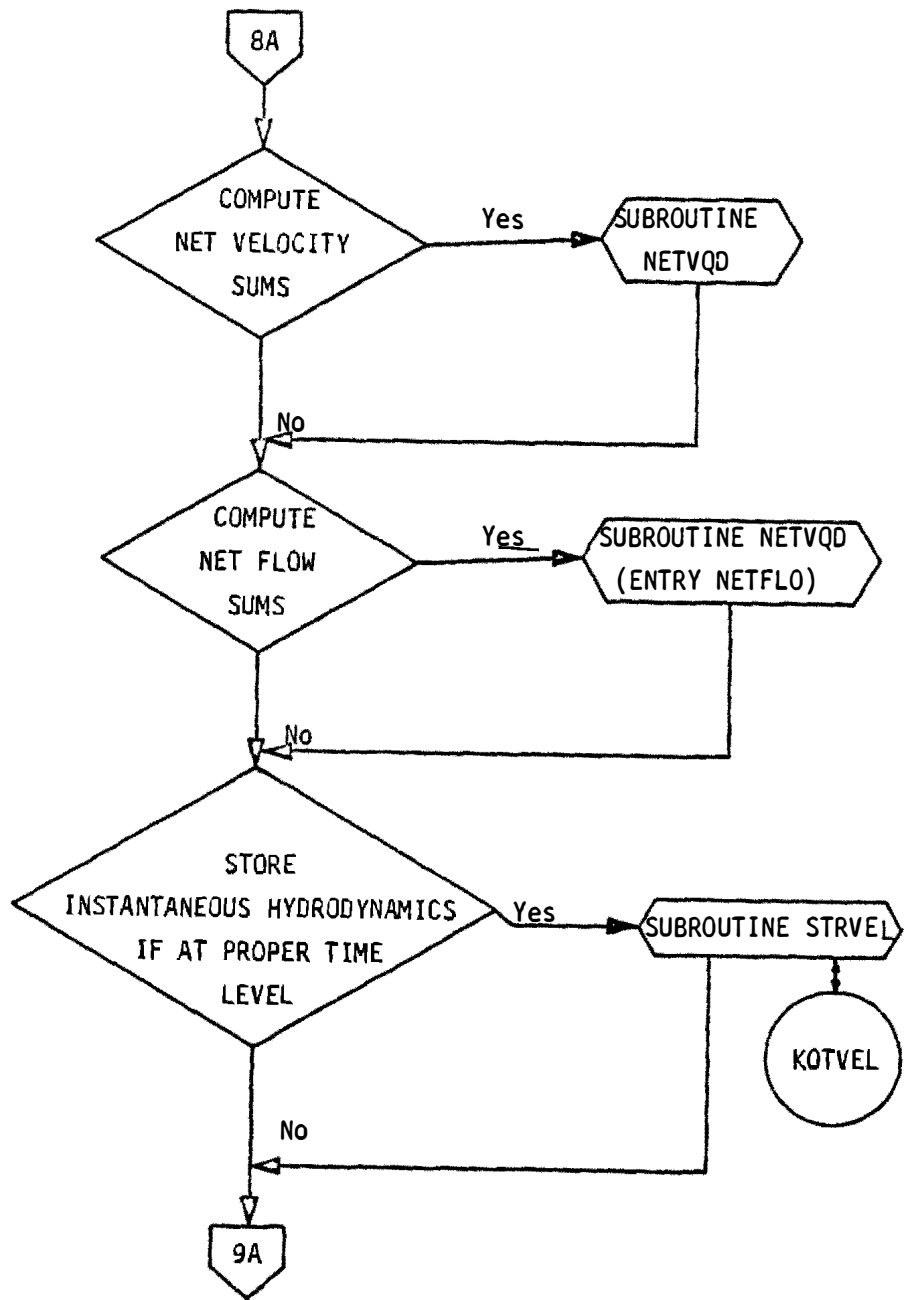 8A
COMPUTE
NET VELOCITY
SUMS
Yes
SUBROUTINE
NETVQD
No
COMPUTE
NET FLOW
SUMS
Yes
SUBROUTINE NETVQD
(ENTRY NETFLO)
No
STORE
INSTANTANEOUS HYDRODYNAMICS
IF AT PROPER TIME
LEVEL
Yes
SUBROUTINE STRVEL
KOTVEL
No
9A